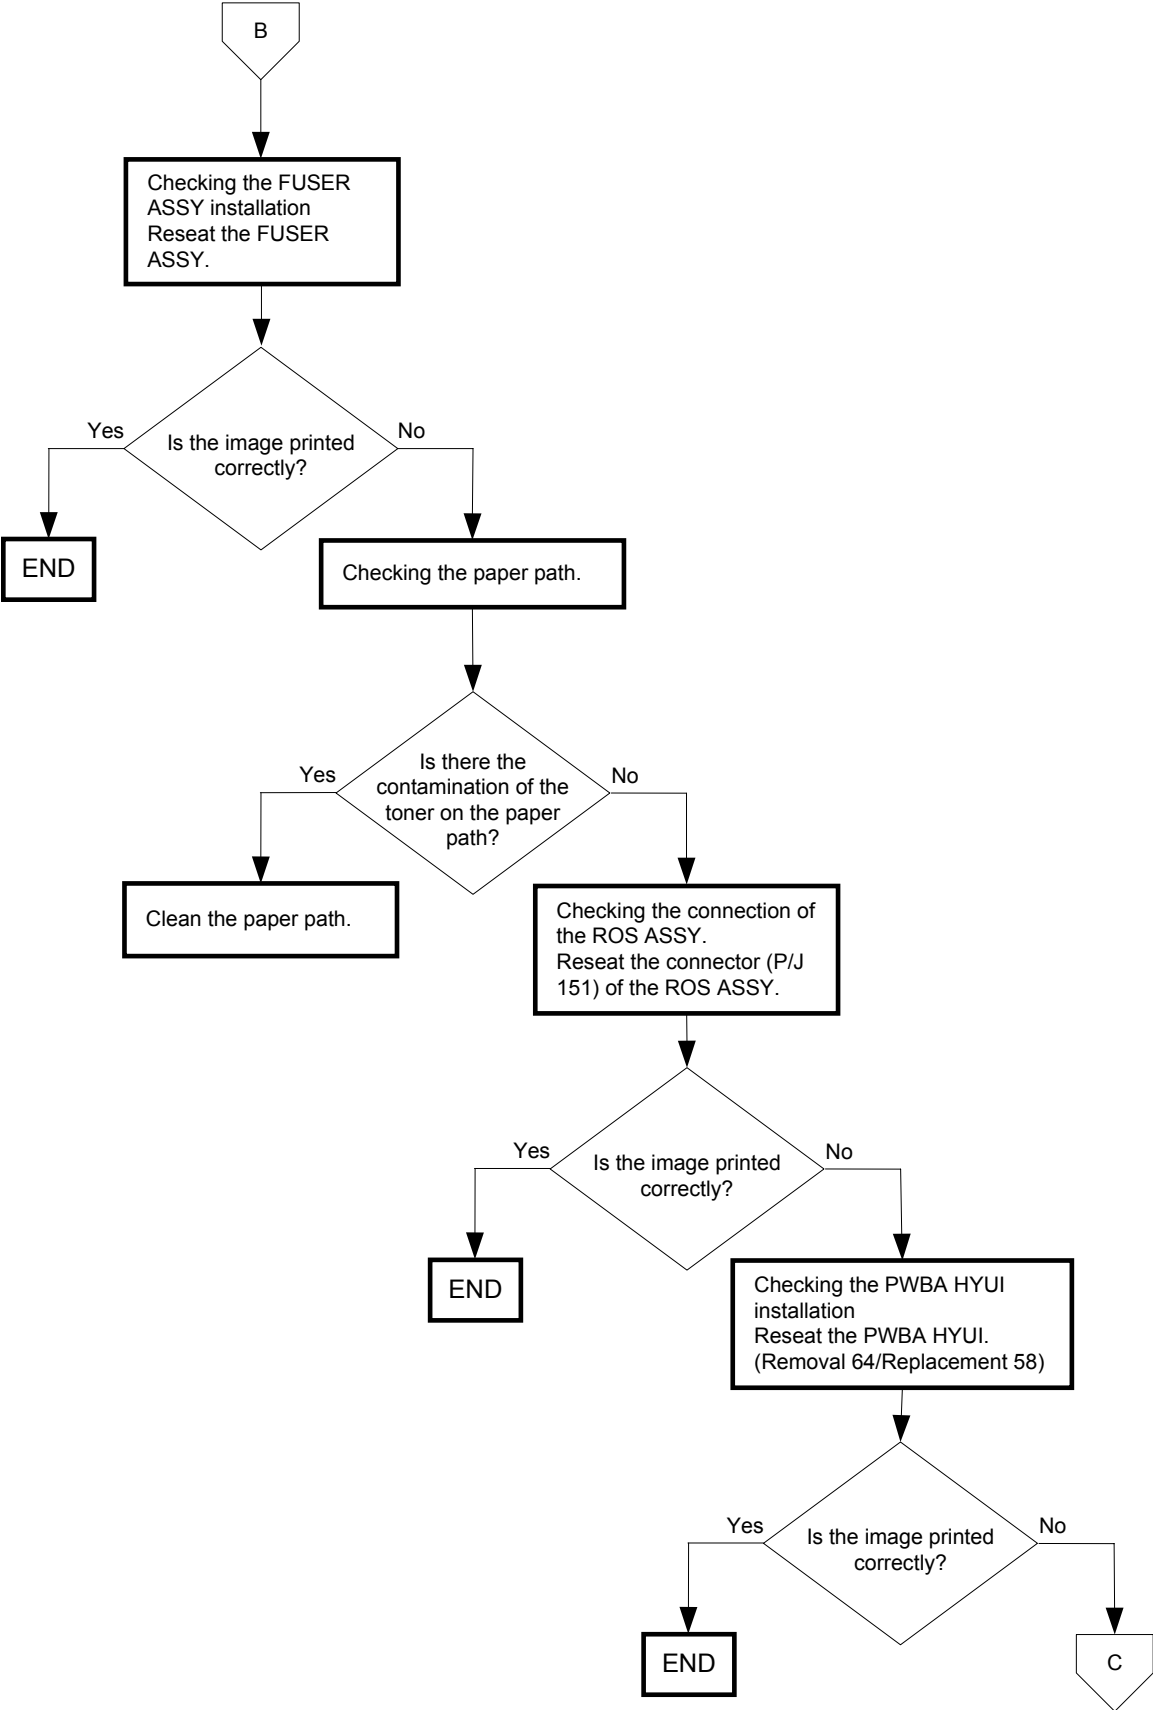 B
Checking the FUSER
ASSY installation
Reseat the FUSER
ASSY.
Is the image printed
correctly?
Yes
No
END
Checking the paper path.
Is there the
contamination of the
toner on the paper
path?
Yes
No
Clean the paper path.
Checking the connection of
the ROS ASSY.
Reseat the connector (P/J
151) of the ROS ASSY.
Is the image printed
correctly?
Yes
No
END
Checking the PWBA HYUI
installation
Reseat the PWBA HYUI.
(Removal 64/Replacement 58)
Is the image printed
correctly?
Yes
No
END
C